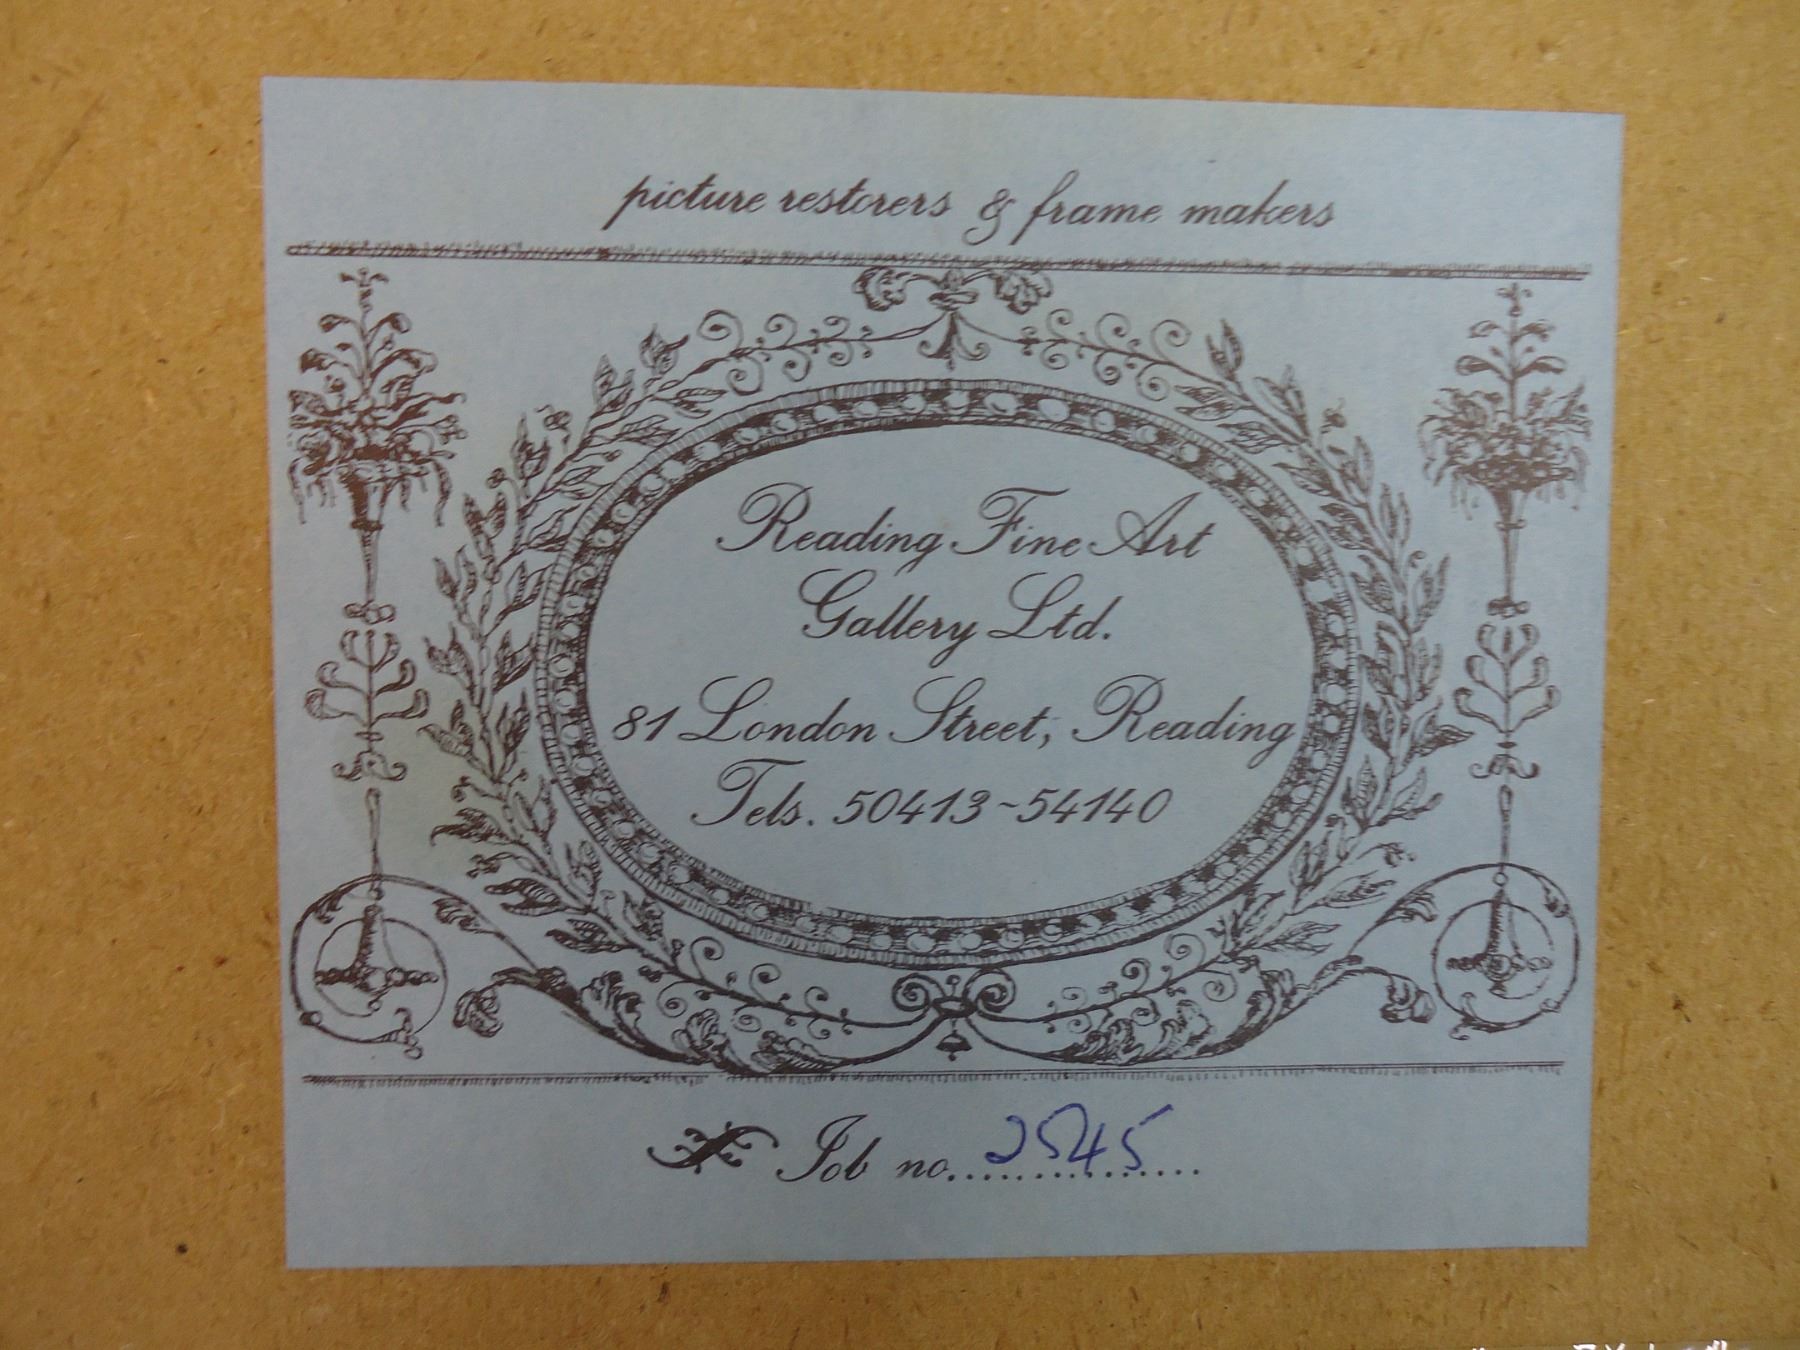 picture restorers & frame makers
Reading Fine Art
Gallery Ltd.
81 London Street, Reading
Tels. 50413~54140
Job no. 2545